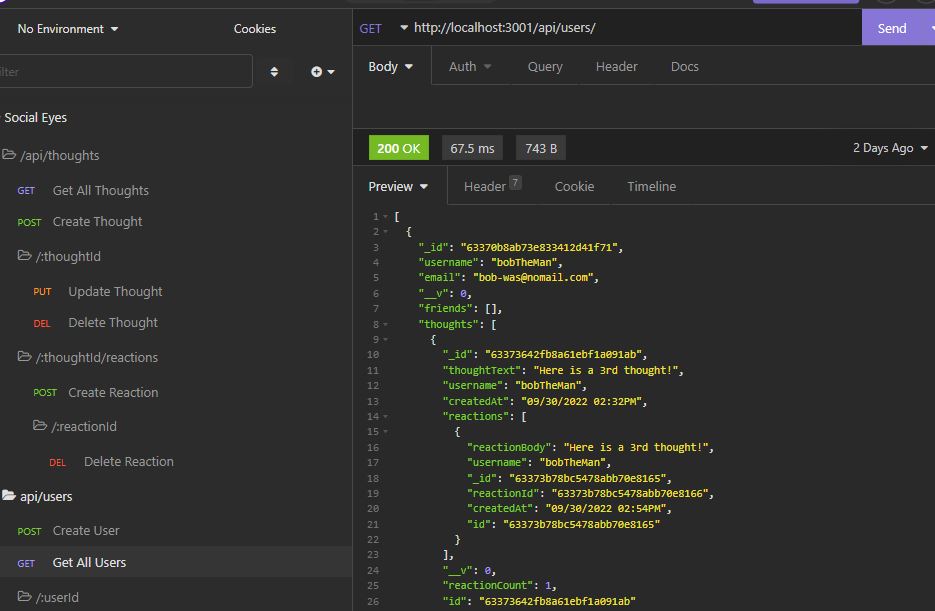 No Environment
Cookies
GET http://localhost:3001/api/users/
Send
Body
Auth
Query
Header
Docs
Social Eyes
/api/thoughts
GET Get All Thoughts
POST Create Thought
/:thoughtId
PUT Update Thought
DEL Delete Thought
/:thoughtId/reactions
POST Create Reaction
/:reactionId
DEL Delete Reaction
api/users
POST Create User
GET Get All Users
/:userId
200 OK
67.5 ms
743 B
2 Days Ago
Preview
Header 7
Cookie
Timeline
1 [
2 {
3 "_id": "63370b8ab73e833412d41f71",
4 "username": "bobTheMan",
5 "email": "bob-was@nomail.com",
6 "__v": 0,
7 "friends": [],
8 "thoughts": [
9 {
10 "_id": "63373642fb8a61ebf1a091ab",
11 "thoughtText": "Here is a 3rd thought!",
12 "username": "bobTheMan",
13 "createdAt": "09/30/2022 02:32PM",
14 "reactions": [
15 {
16 "reactionBody": "Here is a 3rd thought!",
17 "username": "bobTheMan",
18 "_id": "63373b78bc5478abb70e8165",
19 "reactionId": "63373b78bc5478abb70e8166",
20 "createdAt": "09/30/2022 02:54PM",
21 "id": "63373b78bc5478abb70e8165"
22 }
23 ],
24 "__v": 0,
25 "reactionCount": 1,
26 "id": "63373642fb8a61ebf1a091ab"